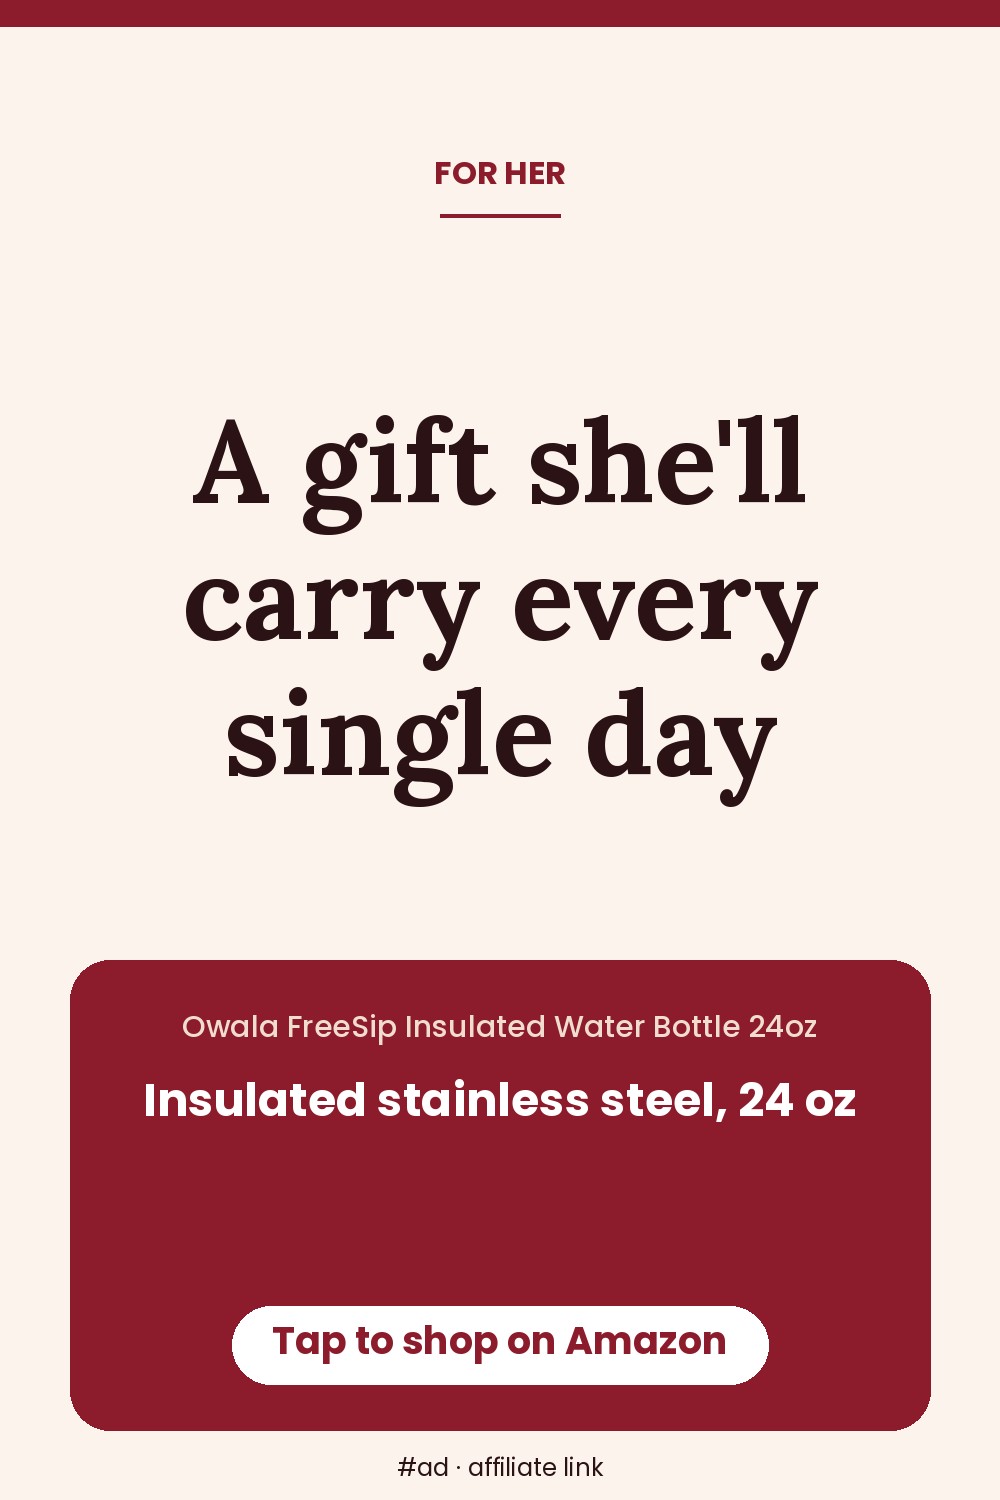 FOR HER
A gift she'll
carry every
single day
Owala FreeSip Insulated Water Bottle 24oz
Insulated stainless steel, 24 oz
Tap to shop on Amazon
#ad · affiliate link